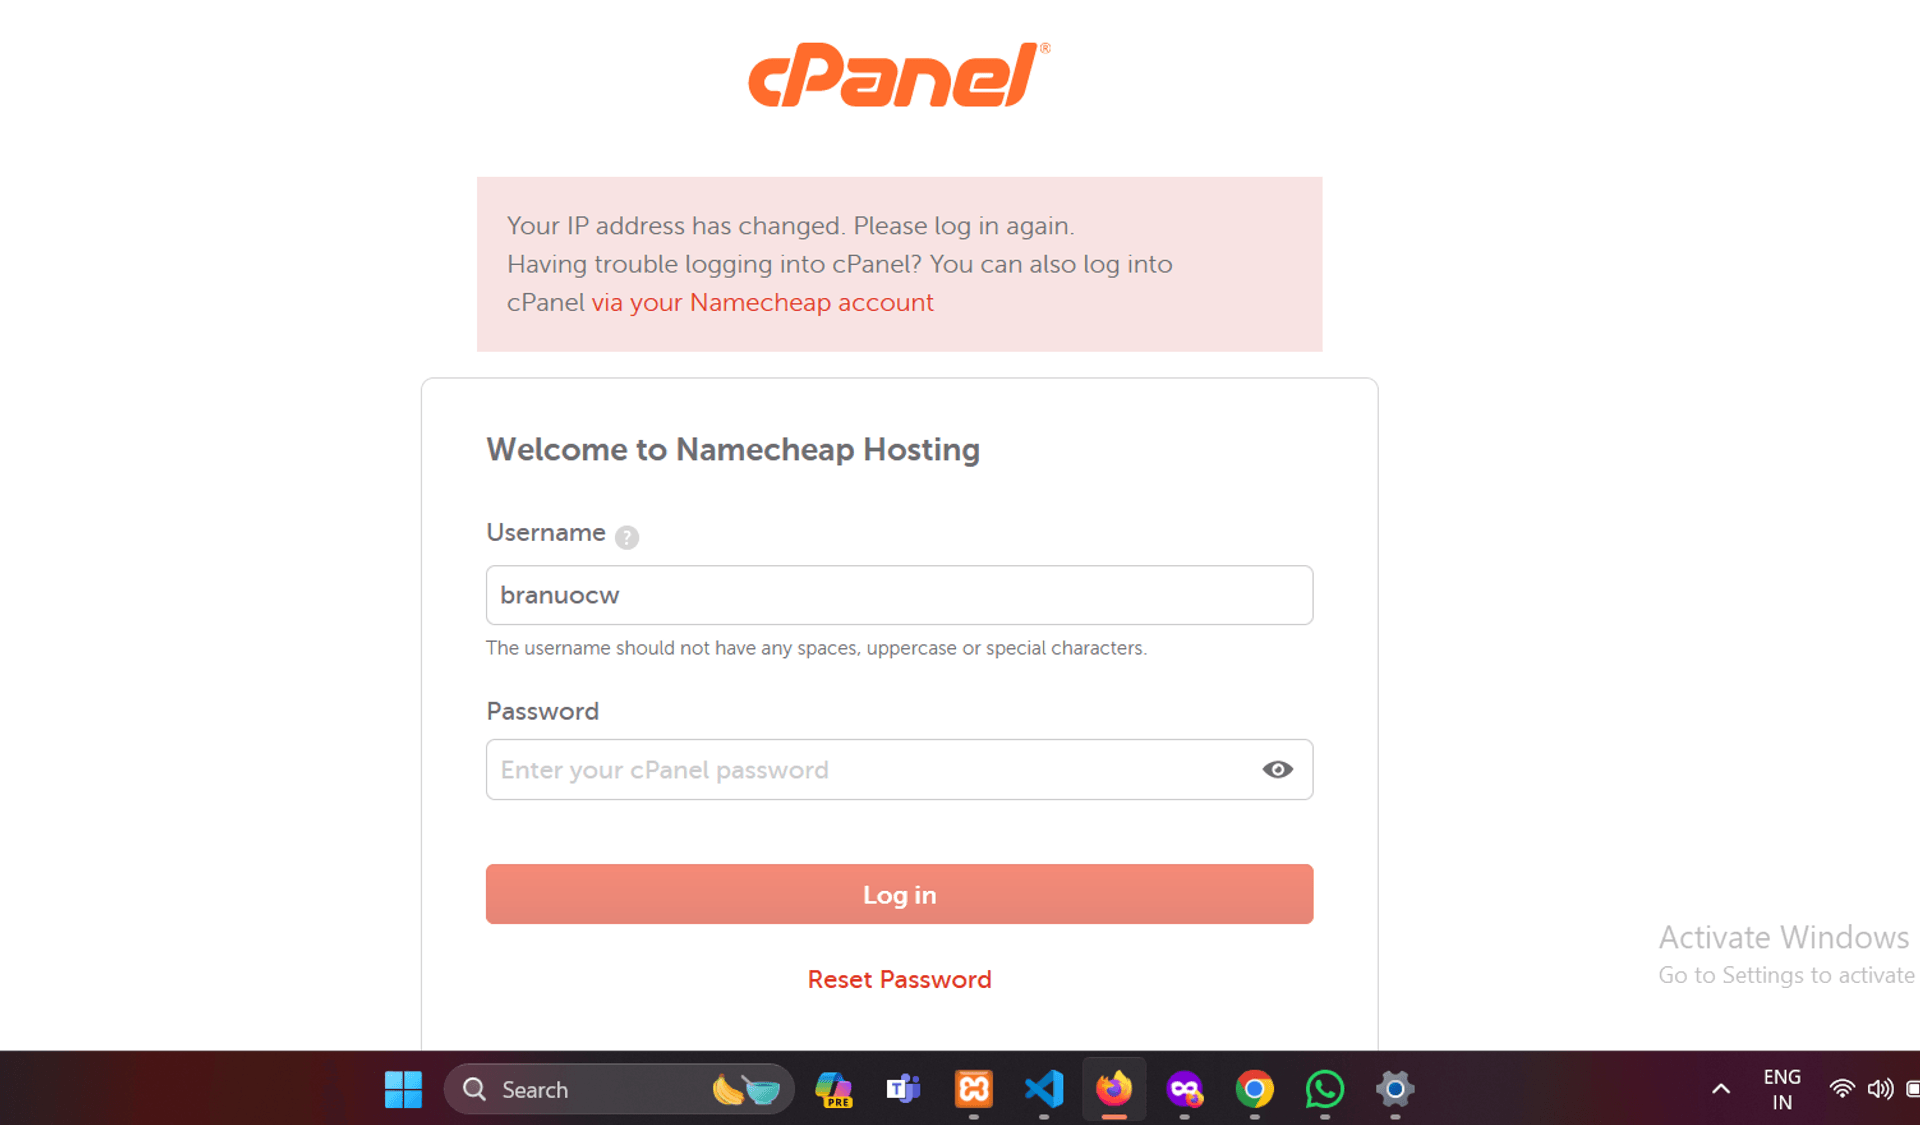 cPanel®
Your IP address has changed. Please log in again.
Having trouble logging into cPanel? You can also log into
cPanel via your Namecheap account
Welcome to Namecheap Hosting
Username ?
branuocw
The username should not have any spaces, uppercase or special characters.
Password
Enter your cPanel password
Log in
Reset Password
Activate Windows
Go to Settings to activate
Search
PRE
T
ENG
IN